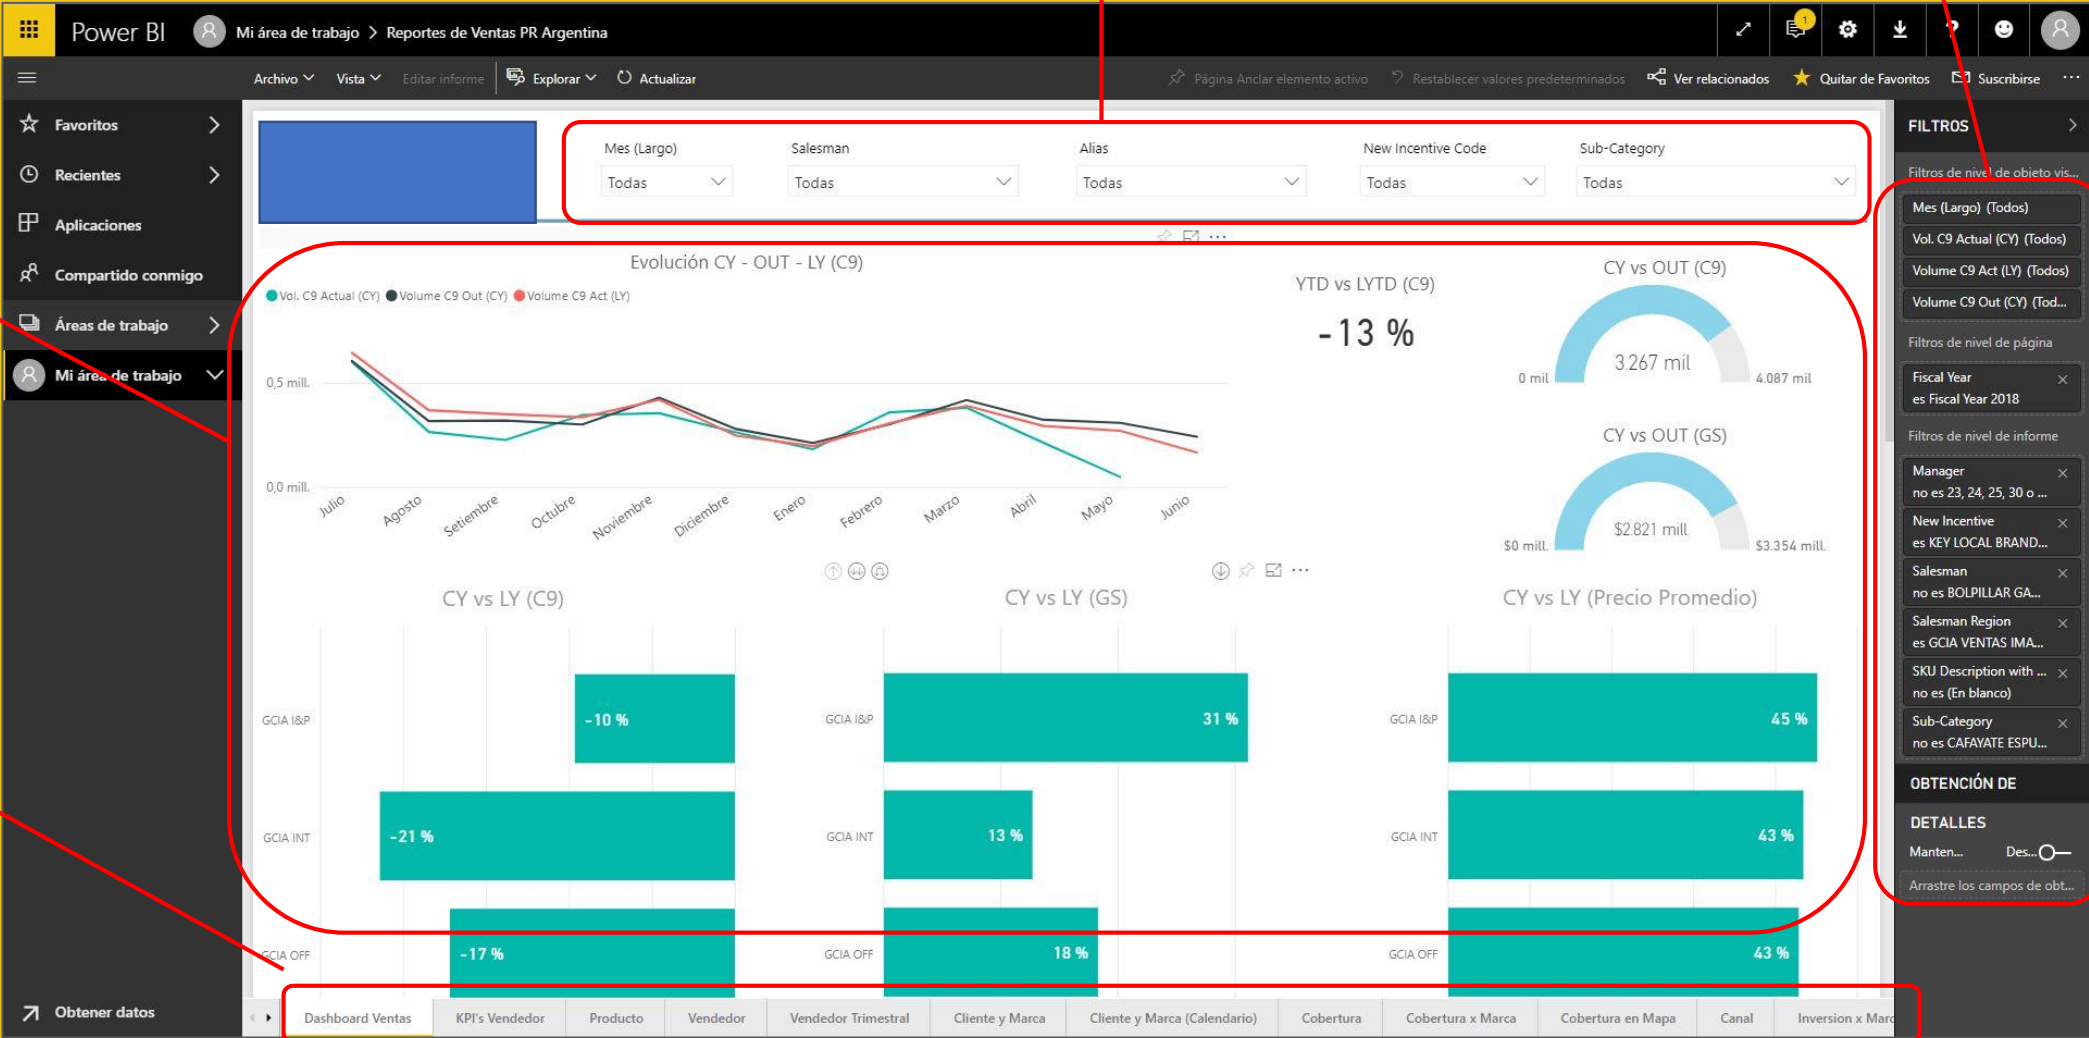 Power BI
Mi área de trabajo > Reportes de Ventas PR Argentina
1
?
Archivo Vista Editar informe Explorar Actualizar
Página Anclar elemento activo Restablecer valores predeterminados Ver relacionados Quitar de Favoritos Suscribirse ...
Favoritos
Recientes
Aplicaciones
Compartido conmigo
Áreas de trabajo
Mi área de trabajo
Obtener datos
Mes (Largo) Salesman Alias New Incentive Code Sub-Category
Todas Todas Todas Todas Todas
Evolución CY - OUT - LY (C9)
Vol. C9 Actual (CY) Volume C9 Out (CY) Volume C9 Act (LY)
0,5 mill.
0,0 mill.
Julio Agosto Setiembre Octubre Noviembre Diciembre Enero Febrero Marzo Abril Mayo Junio
YTD vs LYTD (C9)
-13 %
CY vs OUT (C9)
3.267 mil
0 mil 4.087 mil
CY vs OUT (GS)
$2.821 mill.
$0 mill. $3.354 mill.
CY vs LY (C9)
GCIA I&P -10 %
GCIA INT -21 %
GCIA OFF -17 %
CY vs LY (GS)
GCIA I&P 31 %
GCIA INT 13 %
GCIA OFF 18 %
CY vs LY (Precio Promedio)
GCIA I&P 45 %
GCIA INT 43 %
GCIA OFF 43 %
FILTROS
Filtros de nivel de objeto vis...
Mes (Largo) (Todos)
Vol. C9 Actual (CY) (Todos)
Volume C9 Act (LY) (Todos)
Volume C9 Out (CY) (Tod...
Filtros de nivel de página
Fiscal Year
es Fiscal Year 2018
Filtros de nivel de informe
Manager
no es 23, 24, 25, 30 o ...
New Incentive
es KEY LOCAL BRAND...
Salesman
no es BOLPILLAR GA...
Salesman Region
es GCIA VENTAS IMA...
SKU Description with ...
no es (En blanco)
Sub-Category
no es CAFAYATE ESPU...
OBTENCIÓN DE
DETALLES
Manten... Des...
Arrastre los campos de obt...
Dashboard Ventas KPI's Vendedor Producto Vendedor Vendedor Trimestral Cliente y Marca Cliente y Marca (Calendario) Cobertura Cobertura x Marca Cobertura en Mapa Canal Inversion x Marc